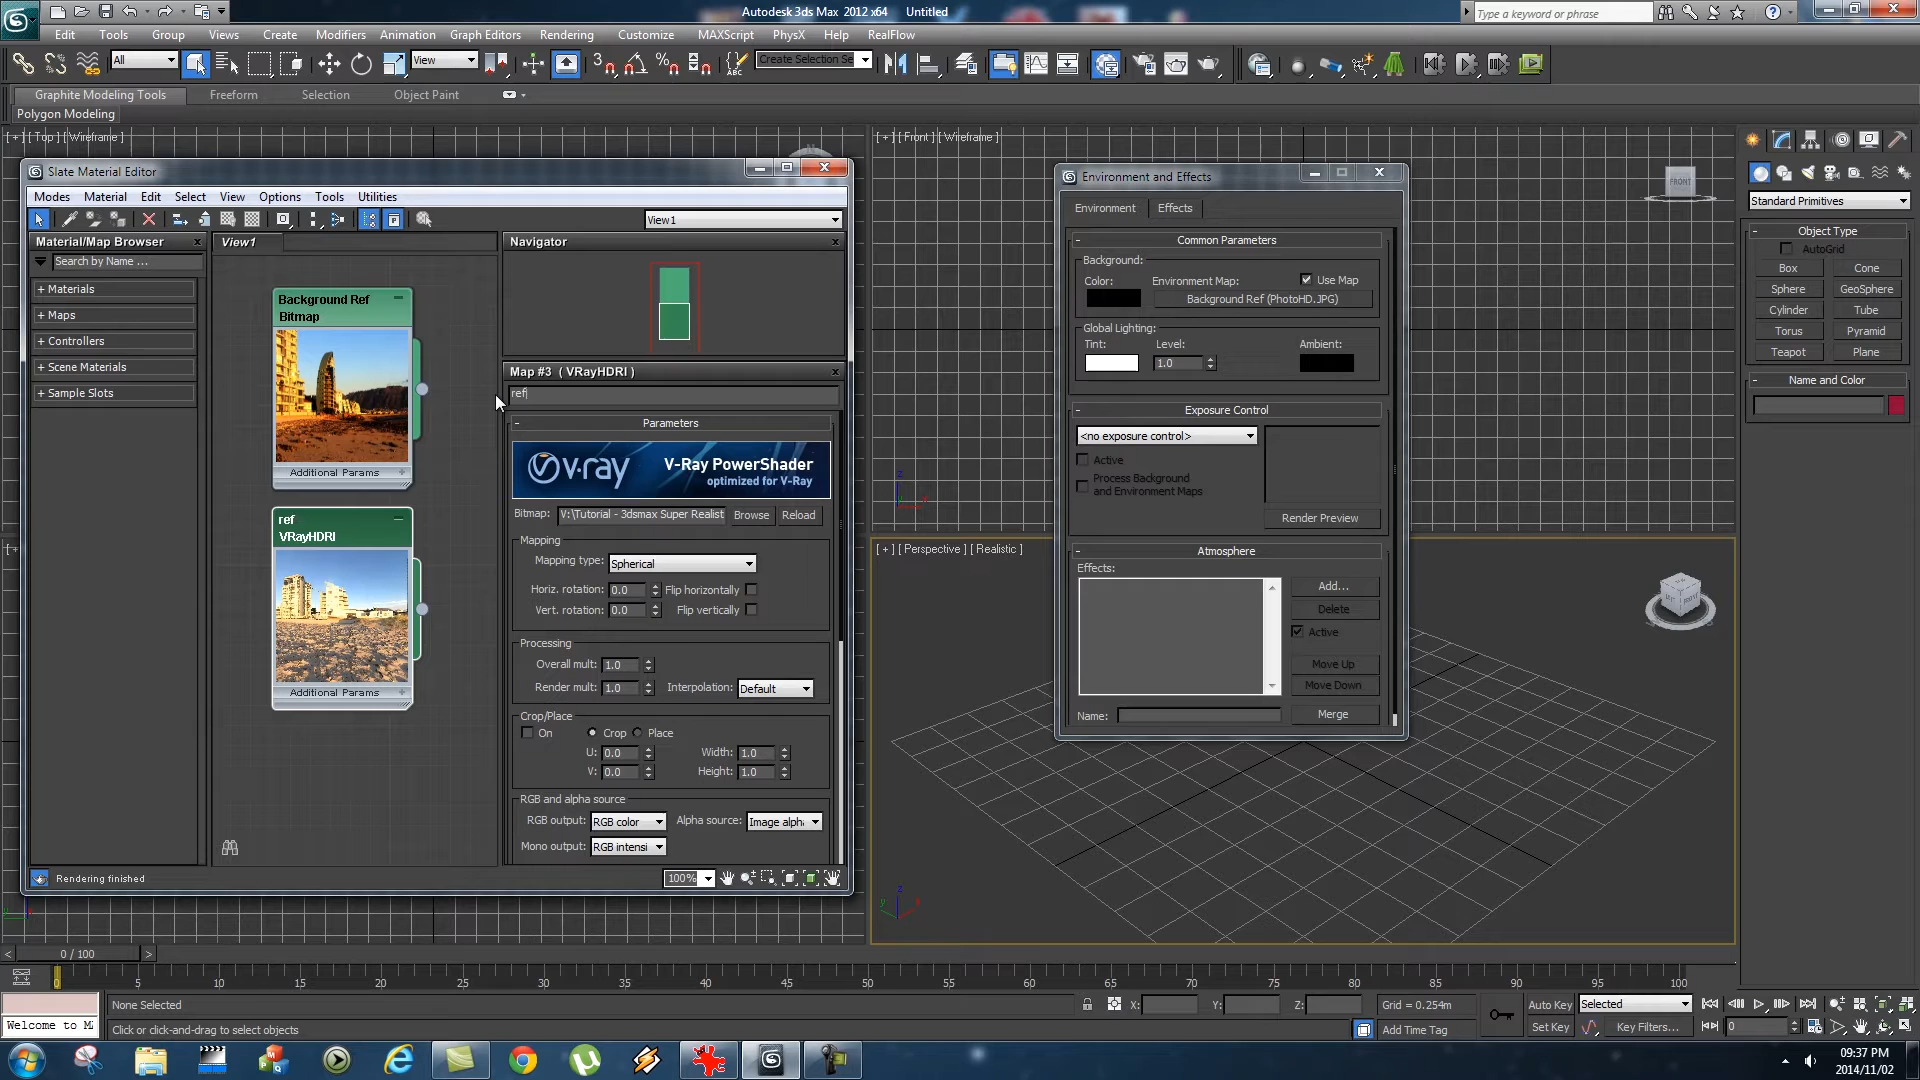 Autodesk 3ds Max 2012 x64 Untitled
Type a keyword or phrase
Edit Tools Group Views Create Modifiers Animation Graph Editors Rendering Customize MAXScript PhysX Help RealFlow
All
View
Create Selection Se
Graphite Modeling Tools Freeform Selection Object Paint
Polygon Modeling
[ + ] [ Top ] [ Wireframe ]
[ + ] [ Front ] [ Wireframe ]
FRONT
Slate Material Editor
Modes Material Edit Select View Options Tools Utilities
View1
Material/Map Browser
Search by Name ...
+ Materials
+ Maps
+ Controllers
+ Scene Materials
+ Sample Slots
View1
Background Ref
Bitmap
Additional Params
ref
VRayHDRI
Additional Params
Navigator
Map #3 ( VRayHDRI )
ref
Parameters
v-ray
V-Ray PowerShader
optimized for V-Ray
Bitmap: V:\Tutorial - 3dsmax Super Realist Browse Reload
Mapping
Mapping type: Spherical
Horiz. rotation: 0.0 Flip horizontally
Vert. rotation: 0.0 Flip vertically
Processing
Overall mult: 1.0
Render mult: 1.0 Interpolation: Default
Crop/Place
On Crop Place
U: 0.0 Width: 1.0
V: 0.0 Height: 1.0
RGB and alpha source
RGB output: RGB color Alpha source: Image alph
Mono output: RGB intensi
Rendering finished
100%
Environment and Effects
Environment Effects
Common Parameters
Background:
Color: Environment Map: Use Map
Background Ref (PhotoHD.JPG)
Global Lighting:
Tint: Level: Ambient:
1.0
Exposure Control
<no exposure control>
Active
Process Background
and Environment Maps
Render Preview
Atmosphere
Effects:
Add...
Delete
Active
Move Up
Move Down
Name: Merge
[ + ] [ Perspective ] [ Realistic ]
Standard Primitives
Object Type
AutoGrid
Box Cone
Sphere GeoSphere
Cylinder Tube
Torus Pyramid
Teapot Plane
Name and Color
0 / 100
5 10 15 20 25 30 35 40 45 50 55 60 65 70 75 80 85 90 95 100
None Selected
X: Y: Z: Grid = 0.254m
Auto Key Selected
Welcome to M
Click or click-and-drag to select objects
Add Time Tag
Set Key Key Filters...
0
09:37 PM
2014/11/02